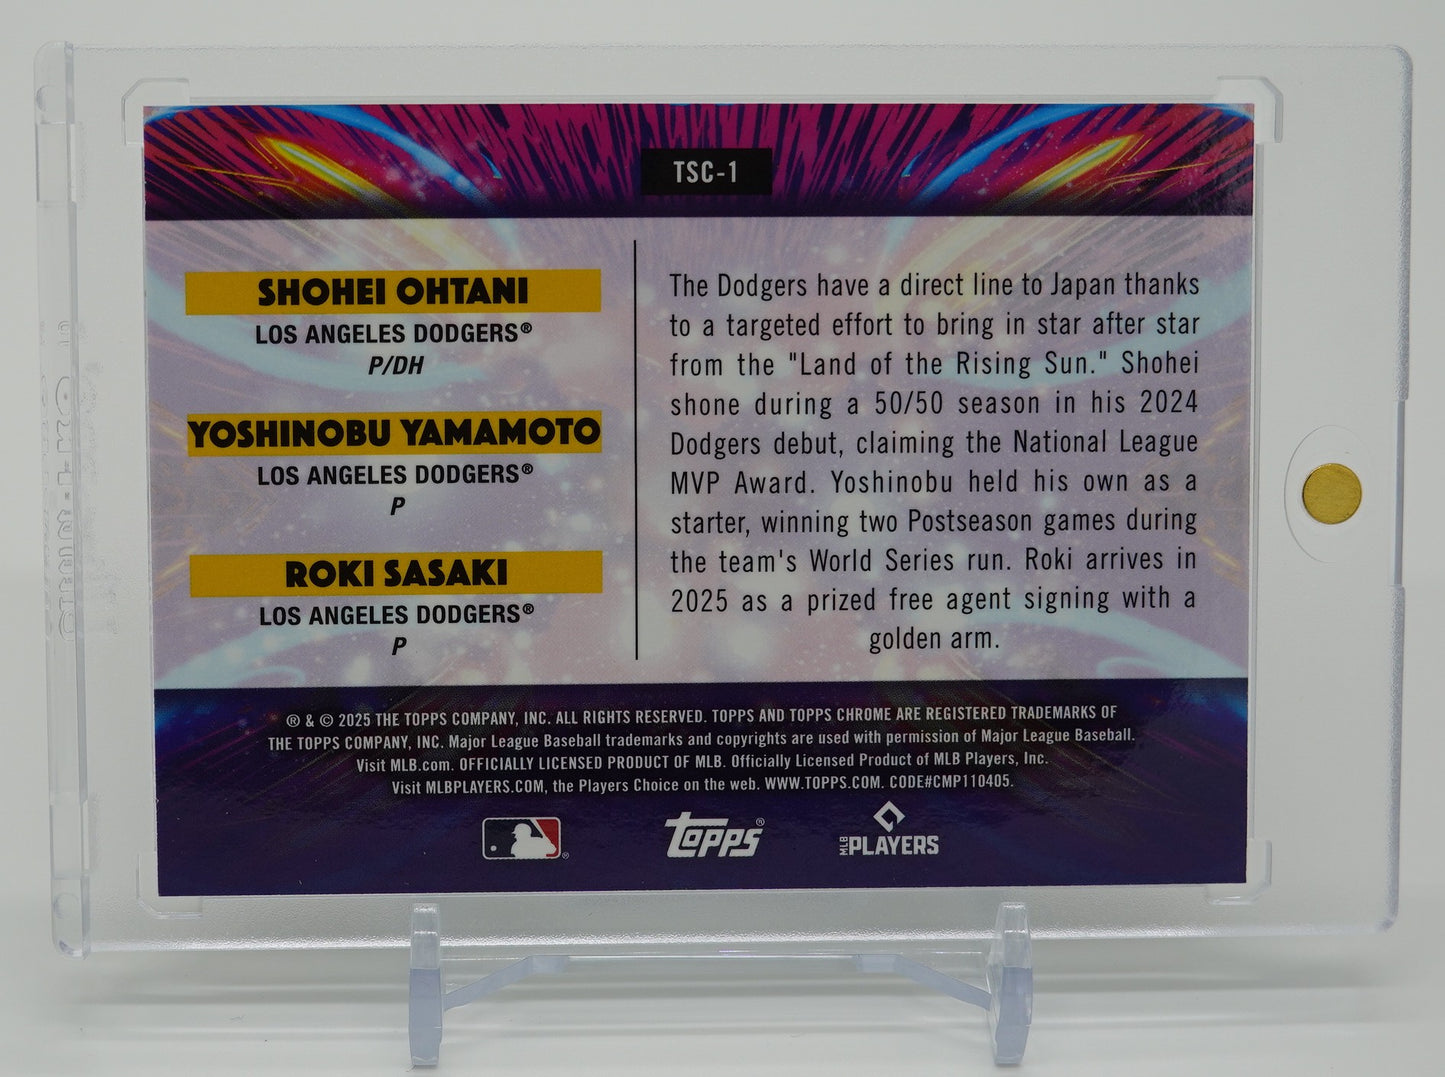 TSC-1
SHOHEI OHTANI
LOS ANGELES DODGERS®
P/DH
YOSHINOBU YAMAMOTO
LOS ANGELES DODGERS®
P
ROKI SASAKI
LOS ANGELES DODGERS®
P
The Dodgers have a direct line to Japan thanks
to a targeted effort to bring in star after star
from the "Land of the Rising Sun." Shohei
shone during a 50/50 season in his 2024
Dodgers debut, claiming the National League
MVP Award. Yoshinobu held his own as a
starter, winning two Postseason games during
the team's World Series run. Roki arrives in
2025 as a prized free agent signing with a
golden arm.
® & © 2025 THE TOPPS COMPANY, INC. ALL RIGHTS RESERVED. TOPPS AND TOPPS CHROME ARE REGISTERED TRADEMARKS OF
THE TOPPS COMPANY, INC. Major League Baseball trademarks and copyrights are used with permission of Major League Baseball.
Visit MLB.com. OFFICIALLY LICENSED PRODUCT OF MLB. Officially Licensed Product of MLB Players, Inc.
Visit MLBPLAYERS.COM, the Players Choice on the web. WWW.TOPPS.COM. CODE#CMP110405.
®
Topps®
MLB PLAYERS